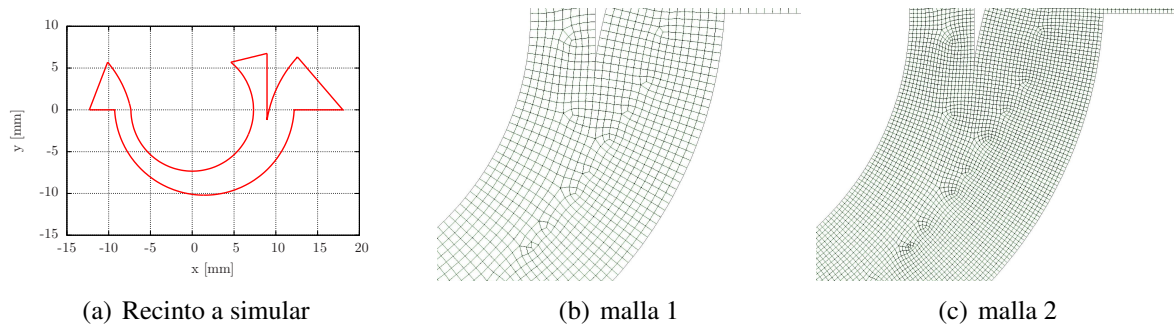 10
5
0
-5
-10
-15
y [mm]
-15 -10 -5 0 5 10 15 20
x [mm]
(a) Recinto a simular
(b) malla 1
(c) malla 2